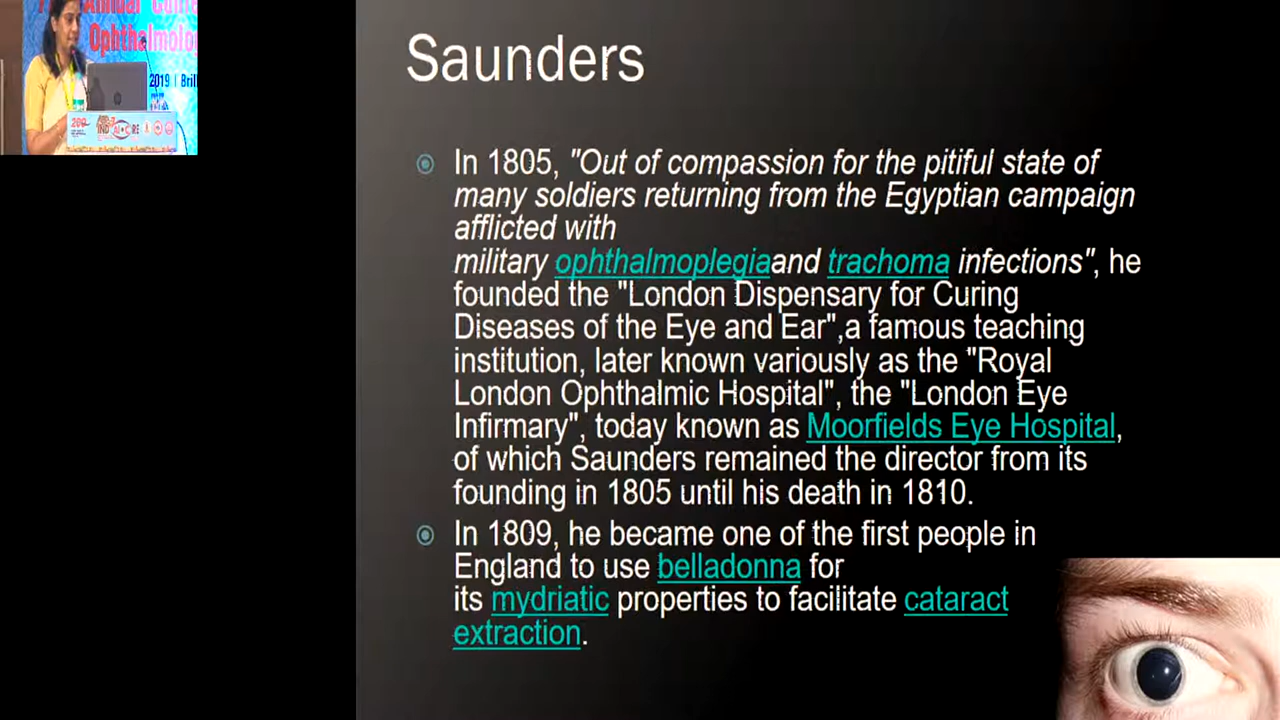 Annual
Ophthalmolo
2019 | Bril
Saunders
In 1805, "Out of compassion for the pitiful state of
many soldiers returning from the Egyptian campaign
afflicted with
military ophthalmoplegiaand trachoma infections", he
founded the "London Dispensary for Curing
Diseases of the Eye and Ear",a famous teaching
institution, later known variously as the "Royal
London Ophthalmic Hospital", the "London Eye
Infirmary", today known as Moorfields Eye Hospital,
of which Saunders remained the director from its
founding in 1805 until his death in 1810.
In 1809, he became one of the first people in
England to use belladonna for
its mydriatic properties to facilitate cataract
extraction.